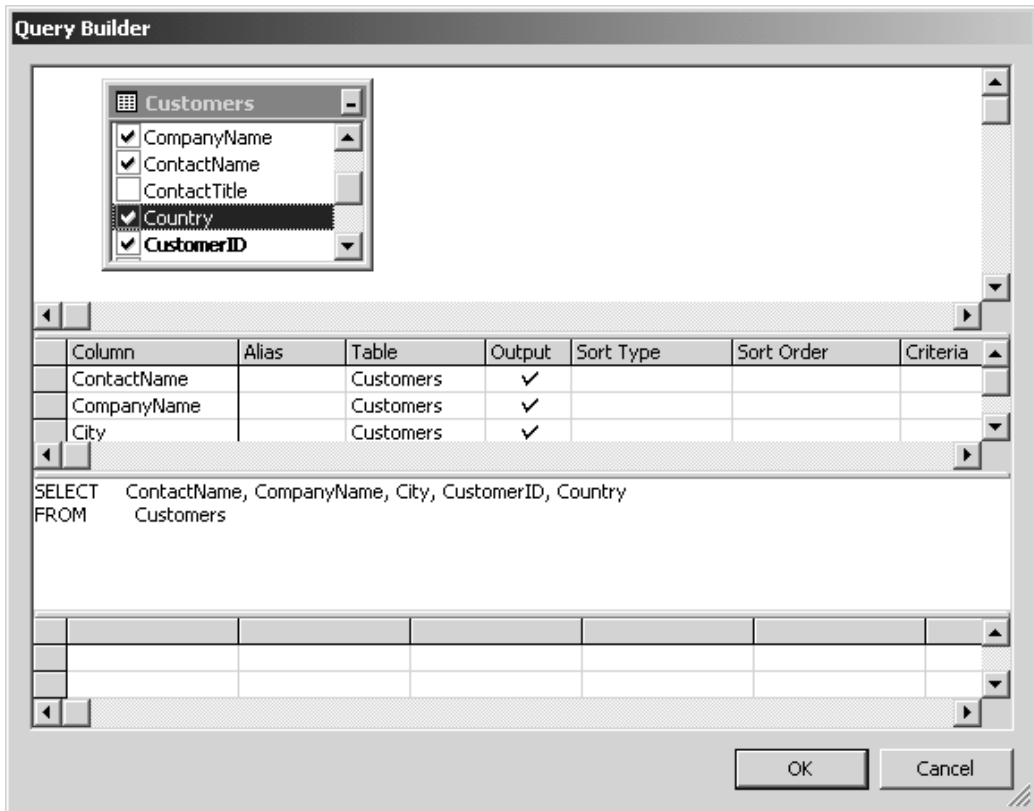 Query Builder
Customers
CompanyName
ContactName
ContactTitle
Country
CustomerID
Column Alias Table Output Sort Type Sort Order Criteria
ContactName Customers
CompanyName Customers
City Customers
SELECT ContactName, CompanyName, City, CustomerID, Country
FROM Customers
OK Cancel